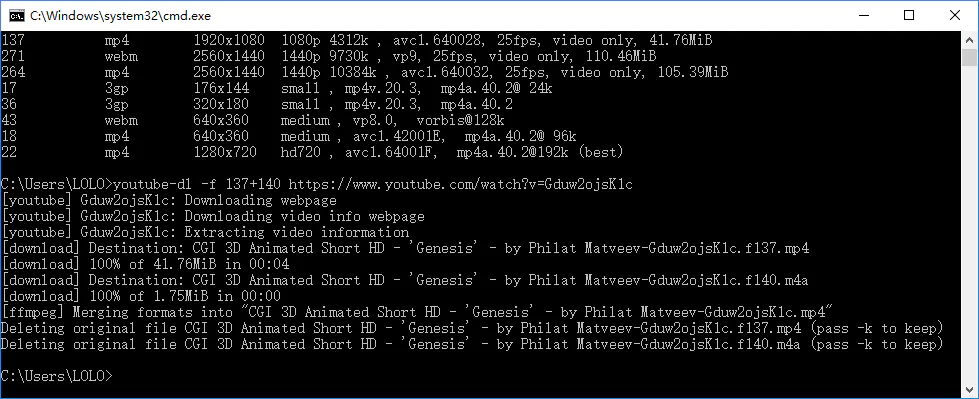 C:\Windows\system32\cmd.exe
137 mp4 1920x1080 1080p 4312k , avc1.640028, 25fps, video only, 41.76MiB
271 webm 2560x1440 1440p 9730k , vp9, 25fps, video only, 110.46MiB
264 mp4 2560x1440 1440p 10384k , avc1.640032, 25fps, video only, 105.39MiB
17 3gp 176x144 small , mp4v.20.3, mp4a.40.2@ 24k
36 3gp 320x180 small , mp4v.20.3, mp4a.40.2
43 webm 640x360 medium , vp8.0, vorbis@128k
18 mp4 640x360 medium , avc1.42001E, mp4a.40.2@ 96k
22 mp4 1280x720 hd720 , avc1.64001F, mp4a.40.2@192k (best)
C:\Users\LOLO>youtube-dl -f 137+140 https://www.youtube.com/watch?v=Gduw2ojsK1c
[youtube] Gduw2ojsK1c: Downloading webpage
[youtube] Gduw2ojsK1c: Downloading video info webpage
[youtube] Gduw2ojsK1c: Extracting video information
[download] Destination: CGI 3D Animated Short HD - 'Genesis' - by Philat Matveev-Gduw2ojsK1c.f137.mp4
[download] 100% of 41.76MiB in 00:04
[download] Destination: CGI 3D Animated Short HD - 'Genesis' - by Philat Matveev-Gduw2ojsK1c.f140.m4a
[download] 100% of 1.75MiB in 00:00
[ffmpeg] Merging formats into "CGI 3D Animated Short HD - 'Genesis' - by Philat Matveev-Gduw2ojsK1c.mp4"
Deleting original file CGI 3D Animated Short HD - 'Genesis' - by Philat Matveev-Gduw2ojsK1c.f137.mp4 (pass -k to keep)
Deleting original file CGI 3D Animated Short HD - 'Genesis' - by Philat Matveev-Gduw2ojsK1c.f140.m4a (pass -k to keep)
C:\Users\LOLO>